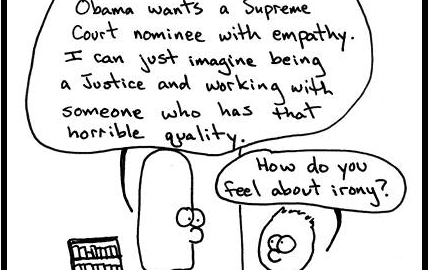 Obama wants a Supreme
Court nominee with empathy.
I can just imagine being
a Justice and working with
someone who has that
horrible quality.
How do you
feel about irony?